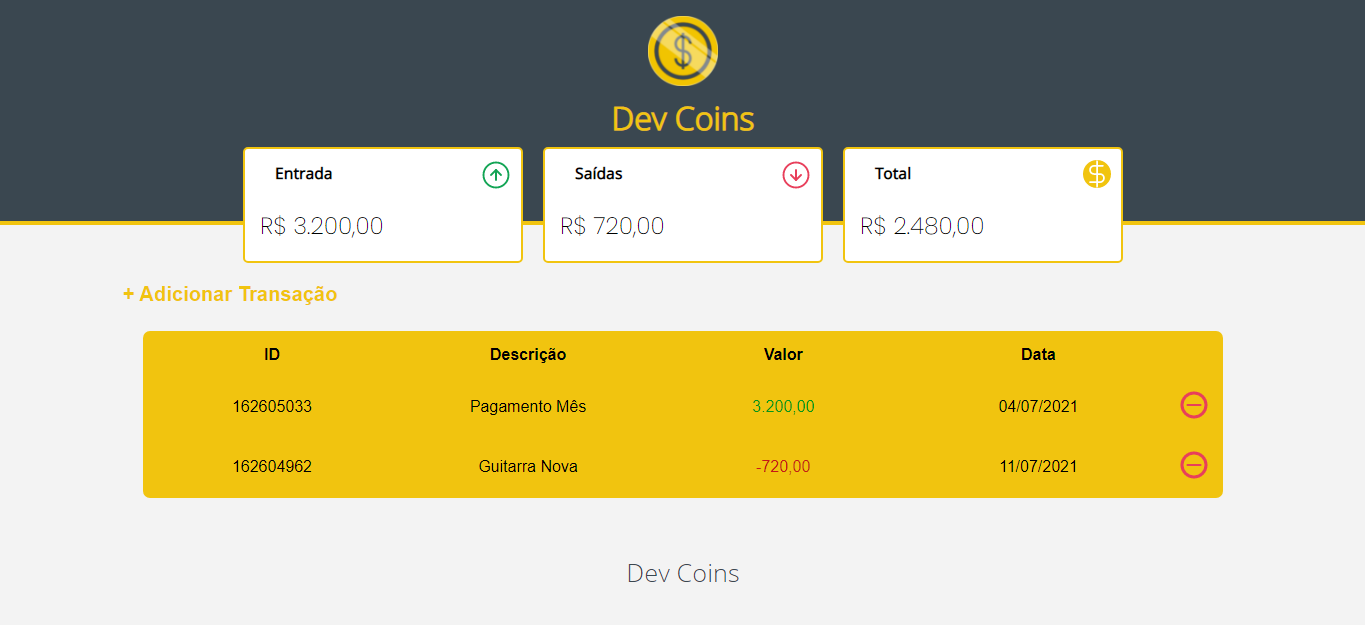 Dev Coins
Entrada
R$ 3.200,00
Saídas
R$ 720,00
Total
R$ 2.480,00
+ Adicionar Transação
ID Descrição Valor Data
162605033 Pagamento Mês 3.200,00 04/07/2021
162604962 Guitarra Nova -720,00 11/07/2021
Dev Coins